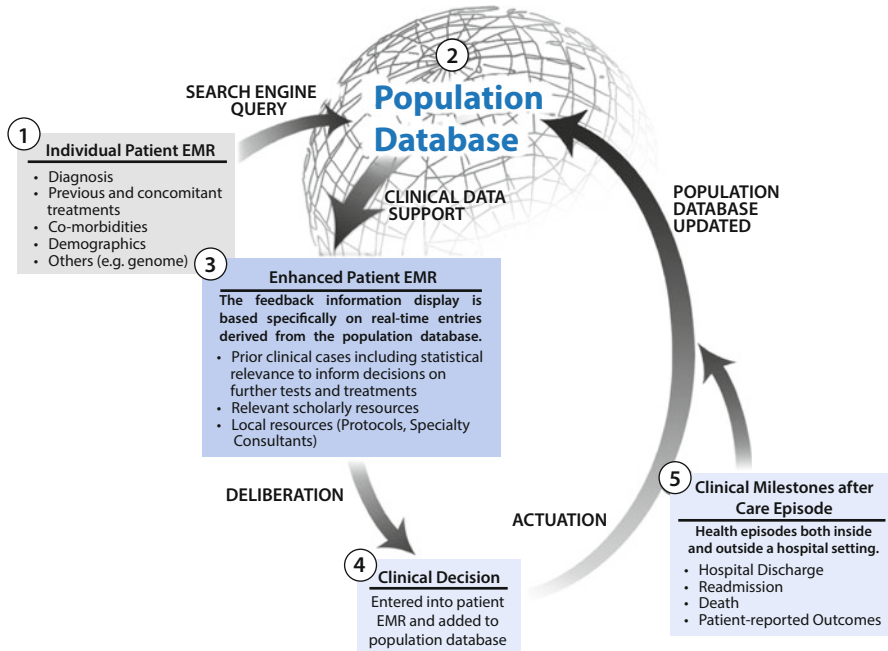 1
Individual Patient EMR
• Diagnosis
• Previous and concomitant
treatments
• Co-morbidities
• Demographics
• Others (e.g. genome)
SEARCH ENGINE
QUERY
2
Population
Database
CLINICAL DATA
SUPPORT
3
Enhanced Patient EMR
The feedback information display is
based specifically on real-time entries
derived from the population database.
• Prior clinical cases including statistical
relevance to inform decisions on
further tests and treatments
• Relevant scholarly resources
• Local resources (Protocols, Specialty
Consultants)
DELIBERATION
4
Clinical Decision
Entered into patient
EMR and added to
population database
ACTUATION
5
Clinical Milestones after
Care Episode
Health episodes both inside
and outside a hospital setting.
• Hospital Discharge
• Readmission
• Death
• Patient-reported Outcomes
POPULATION
DATABASE
UPDATED